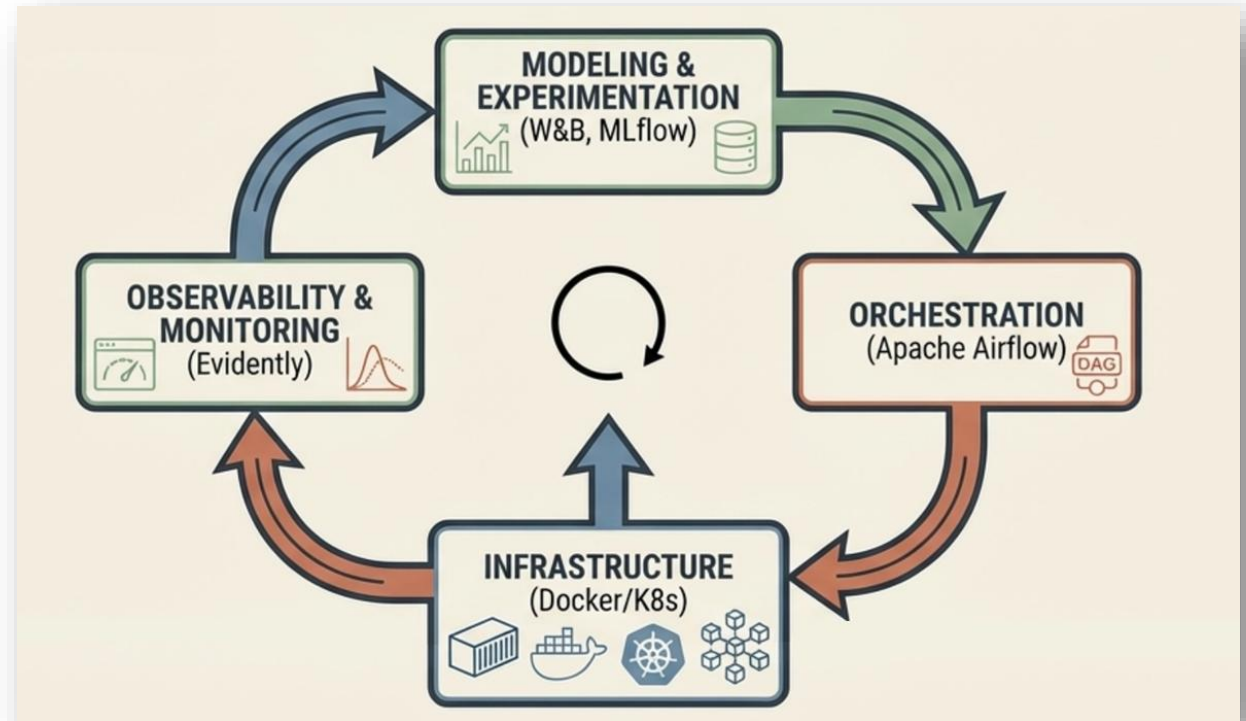 MODELING &
EXPERIMENTATION
(W&B, MLflow)
OBSERVABILITY &
MONITORING
(Evidently)
ORCHESTRATION
(Apache Airflow)
DAG
INFRASTRUCTURE
(Docker/K8s)